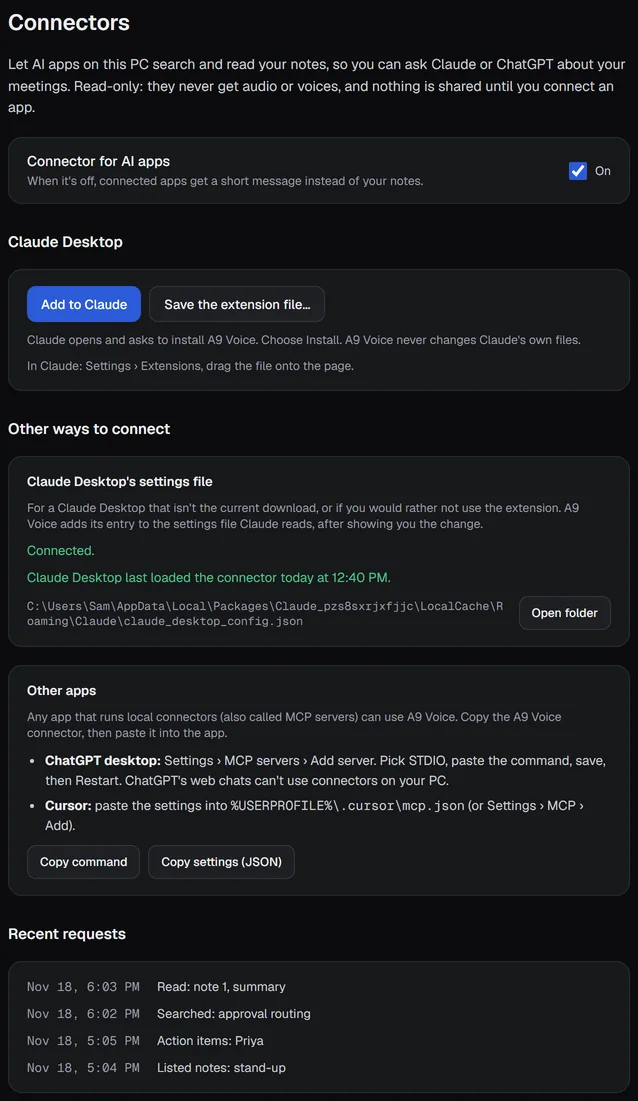 Connectors
Let AI apps on this PC search and read your notes, so you can ask Claude or ChatGPT about your
meetings. Read-only: they never get audio or voices, and nothing is shared until you connect an
app.
Connector for AI apps
When it's off, connected apps get a short message instead of your notes.
On
Claude Desktop
Add to Claude
Save the extension file…
Claude opens and asks to install A9 Voice. Choose Install. A9 Voice never changes Claude's own files.
In Claude: Settings › Extensions, drag the file onto the page.
Other ways to connect
Claude Desktop's settings file
For a Claude Desktop that isn't the current download, or if you would rather not use the extension. A9
Voice adds its entry to the settings file Claude reads, after showing you the change.
Connected.
Claude Desktop last loaded the connector today at 12:40 PM.
C:\Users\Sam\AppData\Local\Packages\Claude_pzs8sxrjxfjjc\LocalCache\R
oaming\Claude\claude_desktop_config.json
Open folder
Other apps
Any app that runs local connectors (also called MCP servers) can use A9 Voice. Copy the A9 Voice
connector, then paste it into the app.
• ChatGPT desktop: Settings › MCP servers › Add server. Pick STDIO, paste the command, save,
then Restart. ChatGPT's web chats can't use connectors on your PC.
• Cursor: paste the settings into %USERPROFILE%\.cursor\mcp.json (or Settings › MCP ›
Add).
Copy command
Copy settings (JSON)
Recent requests
Nov 18, 6:03 PM Read: note 1, summary
Nov 18, 6:02 PM Searched: approval routing
Nov 18, 5:05 PM Action items: Priya
Nov 18, 5:04 PM Listed notes: stand-up